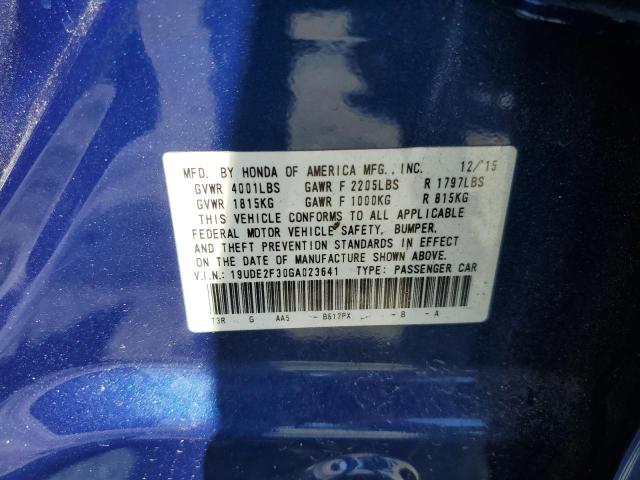 MFD. BY HONDA OF AMERICA MFG., INC. 12/15
GVWR 4001LBS GAWR F 2205LBS R 1797LBS
GVWR 1815KG GAWR F 1000KG R 815KG
THIS VEHICLE CONFORMS TO ALL APPLICABLE
FEDERAL MOTOR VEHICLE SAFETY, BUMPER,
AND THEFT PREVENTION STANDARDS IN EFFECT
ON THE DATE OF MANUFACTURE SHOWN ABOVE.
V.I.N.: 19UDE2F30GA023641 TYPE: PASSENGER CAR
T3R G AA5 - B612PX - B - A